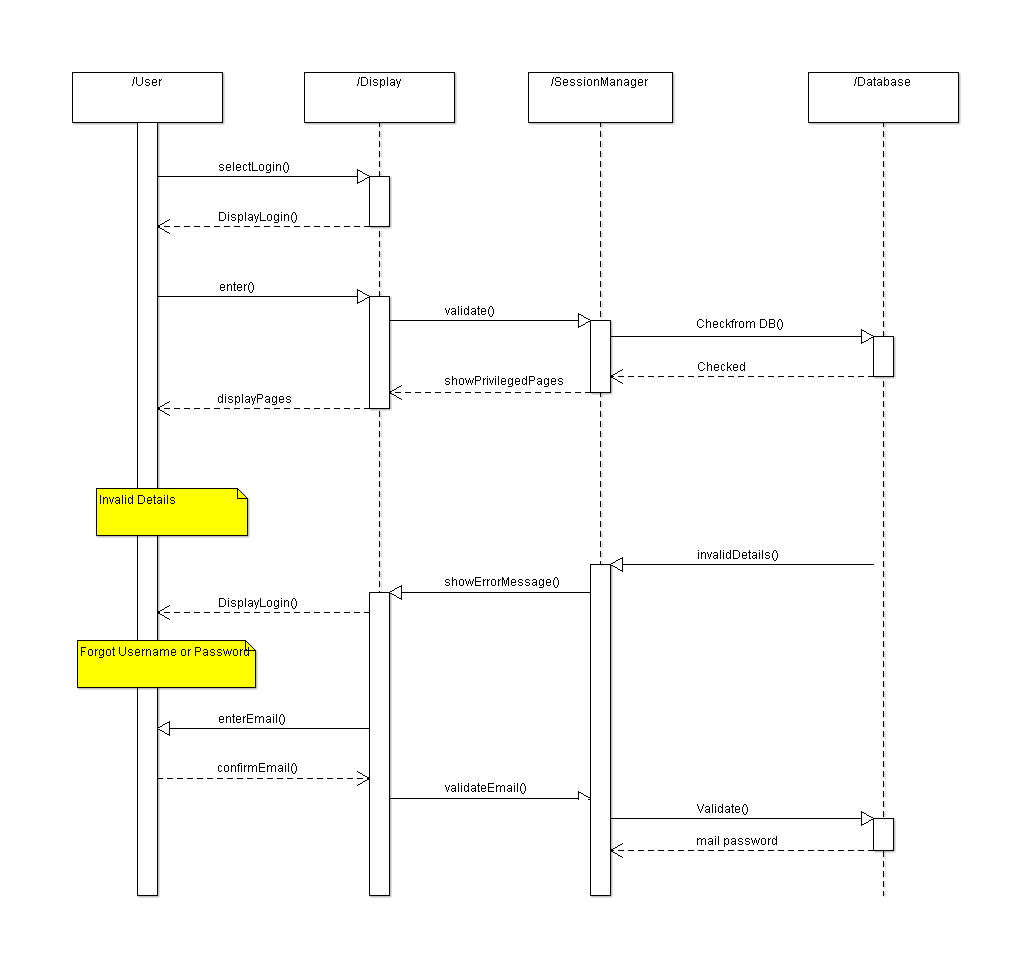 /User
/Display
/SessionManager
/Database
selectLogin()
DisplayLogin()
enter()
validate()
Checkfrom DB()
Checked
showPrivilegedPages
displayPages
Invalid Details
invalidDetails()
showErrorMessage()
DisplayLogin()
Forgot Username or Password
enterEmail()
confirmEmail()
validateEmail()
Validate()
mail password